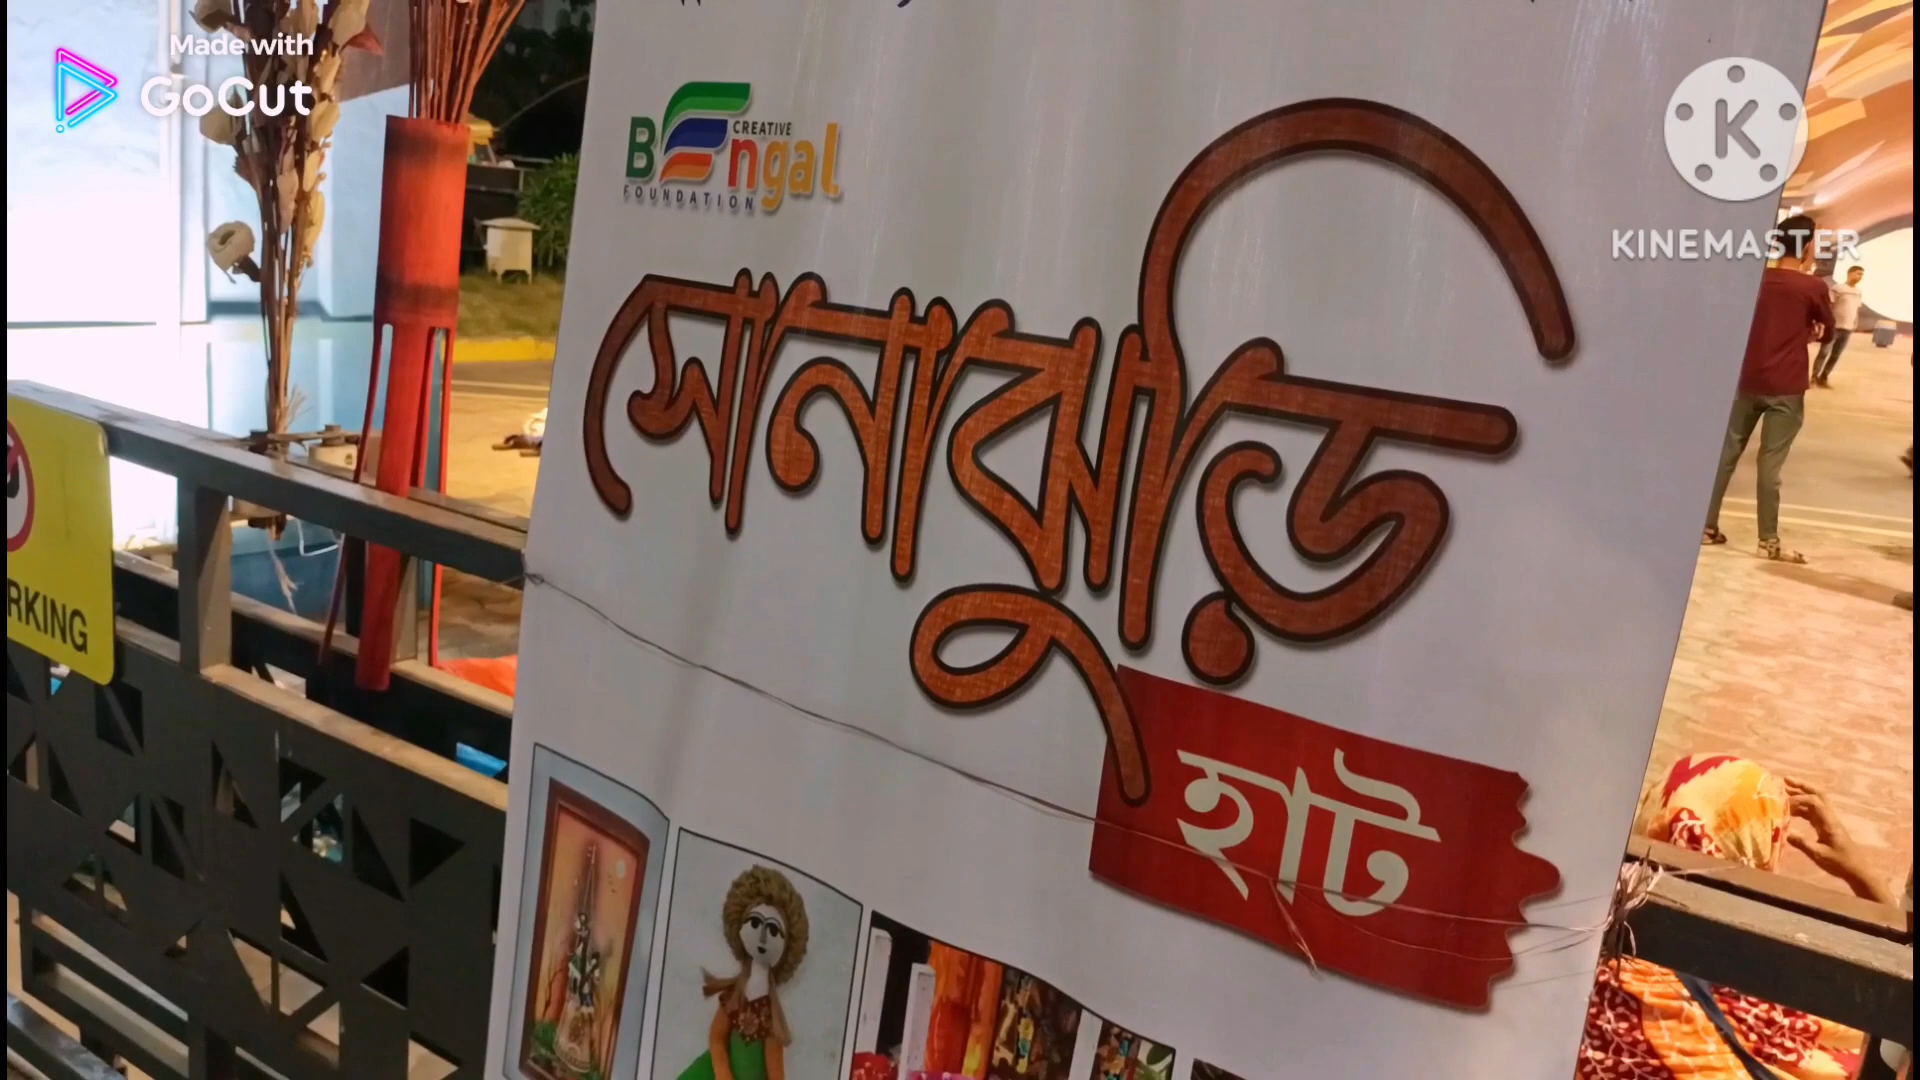 Made with
GoCut
KINEMASTER
CREATIVE
BEngal
FOUNDATION
সোনাঝুড়ি
হাট
RKING